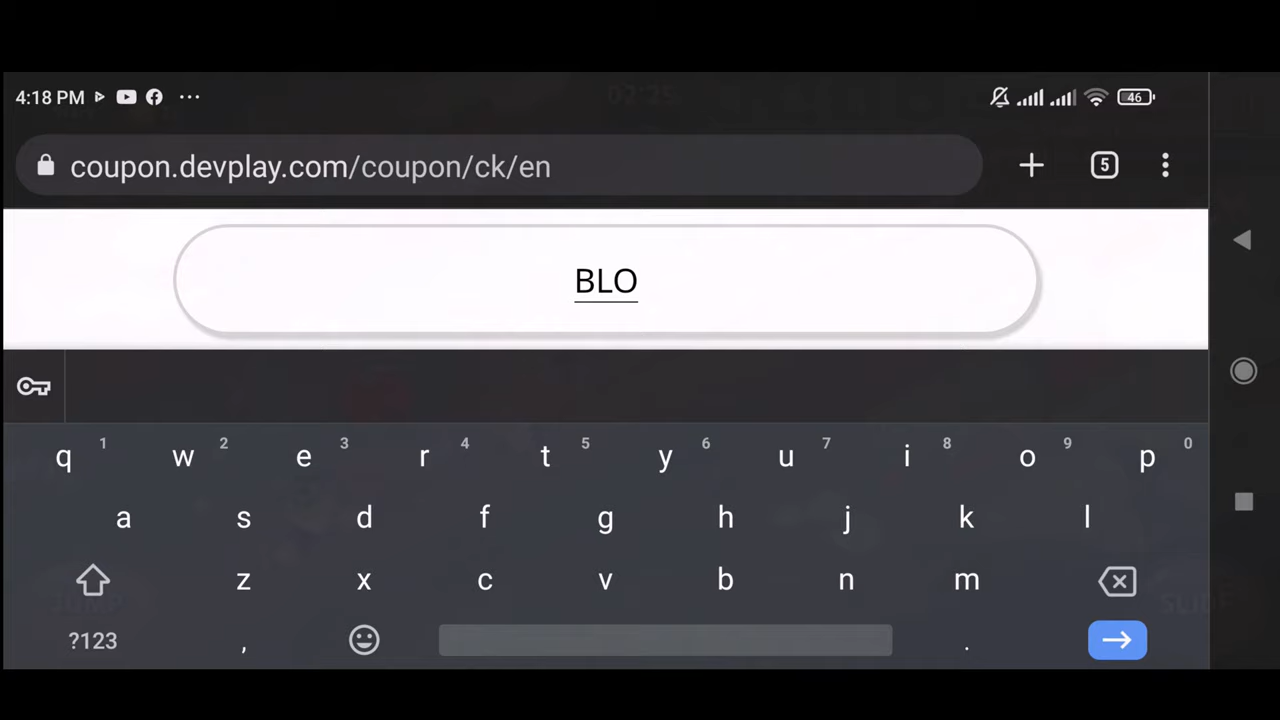 4:18 PM
46
coupon.devplay.com/coupon/ck/en
5
BLO
1 2 3 4 5 6 7 8 9 0
q w e r t y u i o p
a s d f g h j k l
z x c v b n m
?123 , .